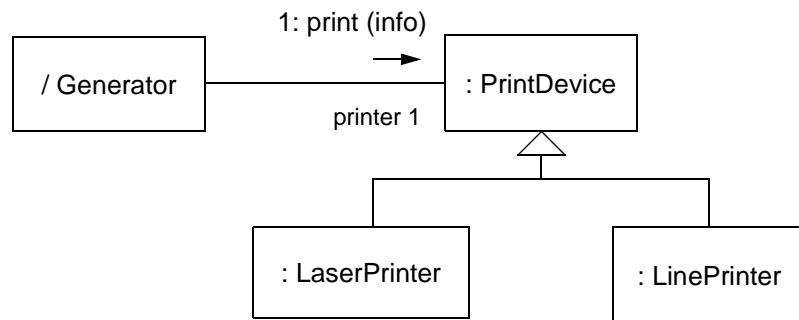 1: print (info)
/ Generator
: PrintDevice
printer 1
: LaserPrinter
: LinePrinter